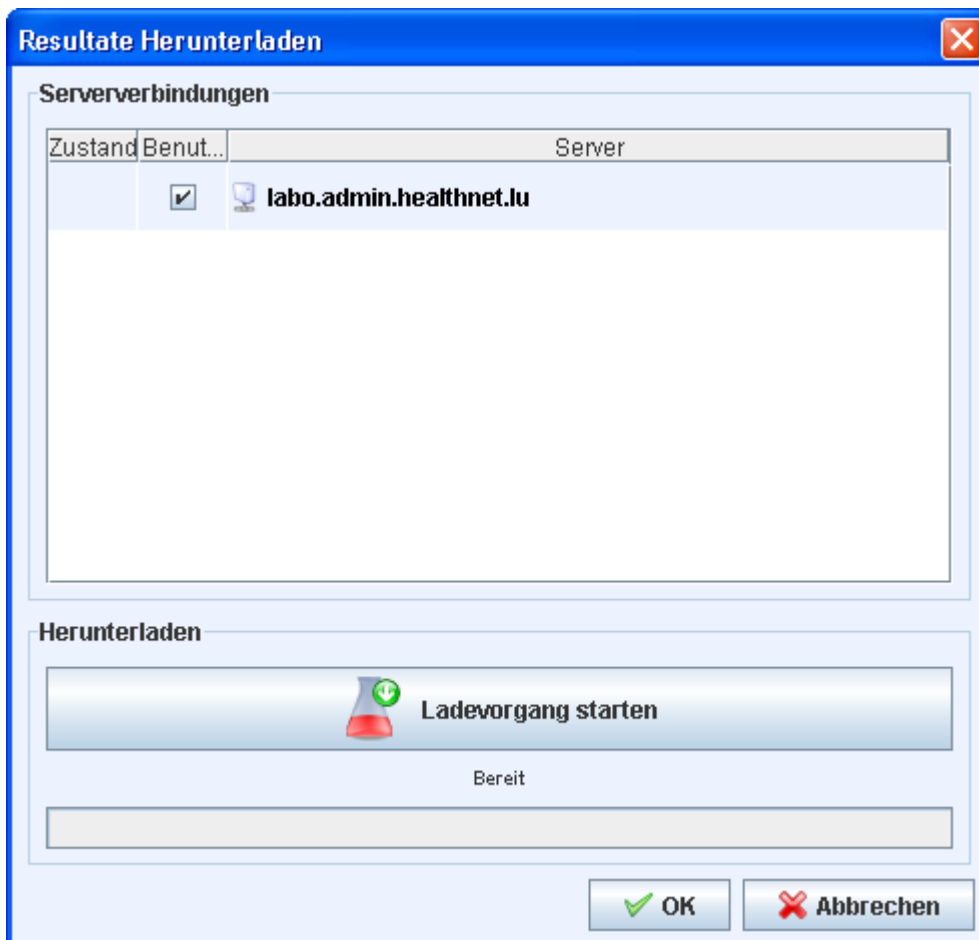 Resultate Herunterladen
Serververbindungen
Zustand Benut... Server
labo.admin.healthnet.lu
Herunterladen
Ladevorgang starten
Bereit
OK Abbrechen